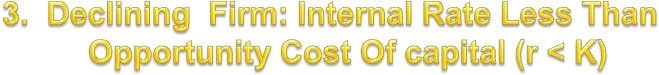 3. Declining Firm: Internal Rate Less Than
Opportunity Cost Of capital (r < K)